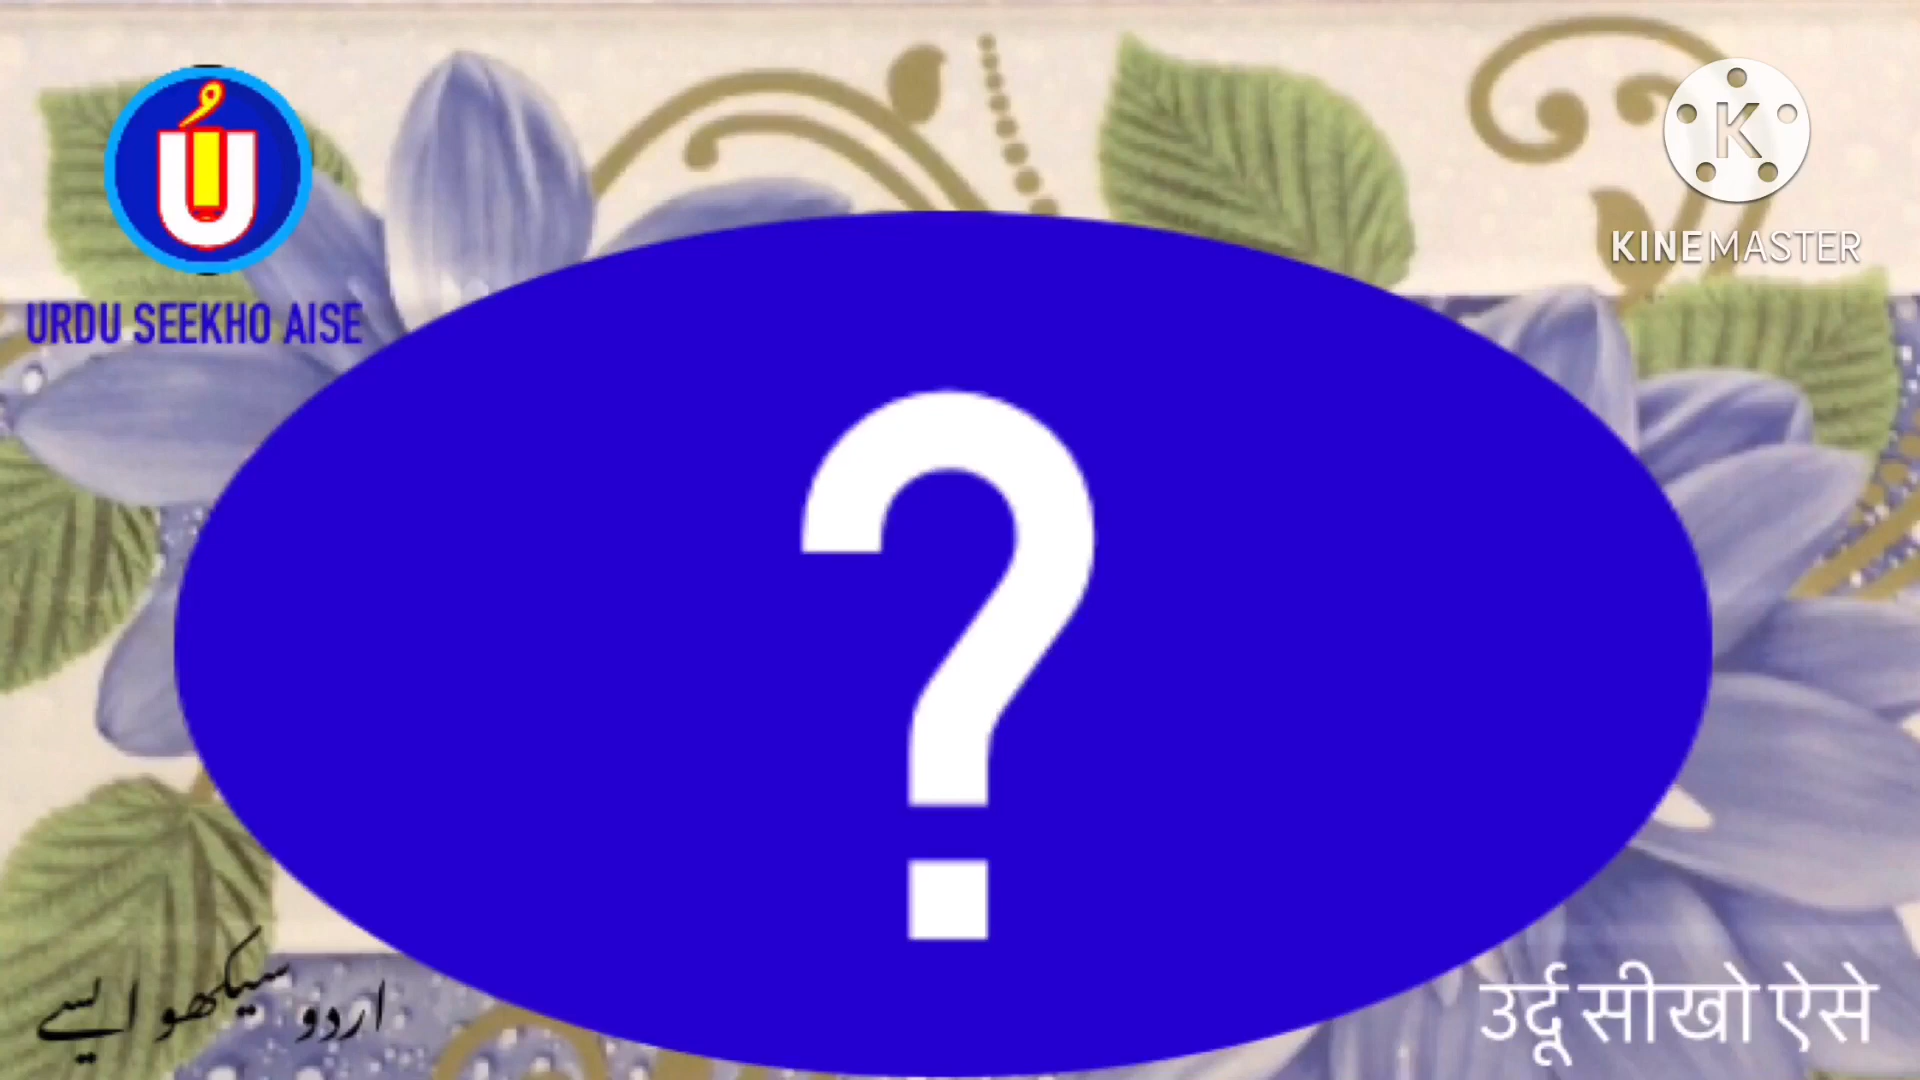 URDU SEEKHO AISE
K
KINEMASTER
?
اردو سیکھو ایسے
उर्दू सीखो ऐसे